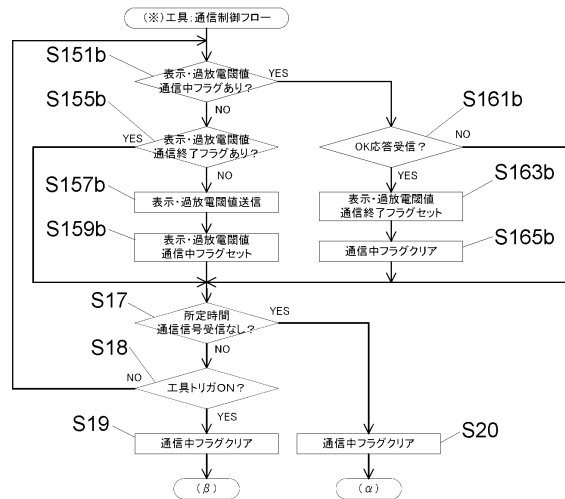 (※)工具:通信制御フロー
S151b
表示・過放電閾値
通信中フラグあり?
YES
NO
S155b
表示・過放電閾値
通信終了フラグあり?
YES
NO
S161b
OK応答受信?
NO
YES
S157b
表示・過放電閾値送信
S163b
表示・過放電閾値
通信終了フラグセット
S159b
表示・過放電閾値
通信中フラグセット
S165b
通信中フラグクリア
S17
所定時間
通信信号受信なし?
YES
NO
S18
工具トリガON?
NO
YES
S19
通信中フラグクリア
S20
通信中フラグクリア
(β)
(α)